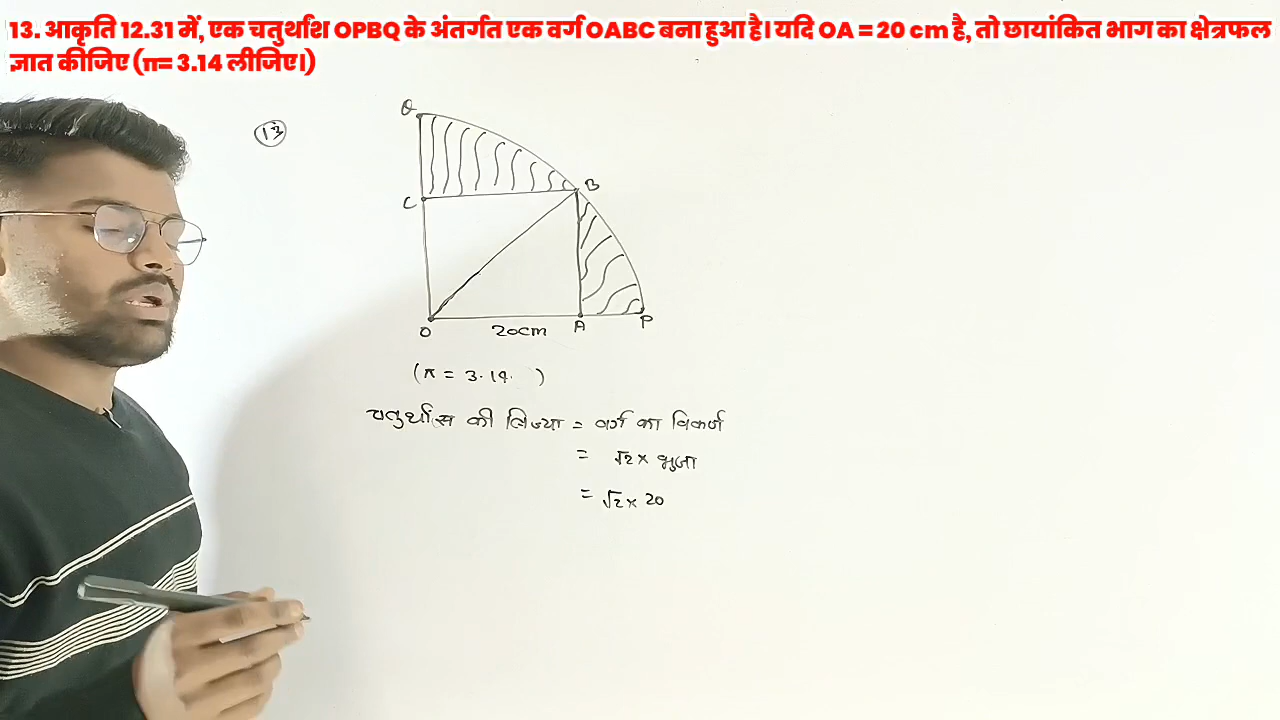 13. आकृति 12.31 में, एक चतुर्थांश OPBQ के अंतर्गत एक वर्ग OABC बना हुआ है। यदि OA = 20 cm है, तो छायांकित भाग का क्षेत्रफल
ज्ञात कीजिए (π= 3.14 लीजिए।)
13
Q
B
C
O 20cm A P
(π = 3.14 )
चतुर्थांस की त्रिज्या = वर्ग का विकर्ण
= √2 × भुजा
= √2 × 20